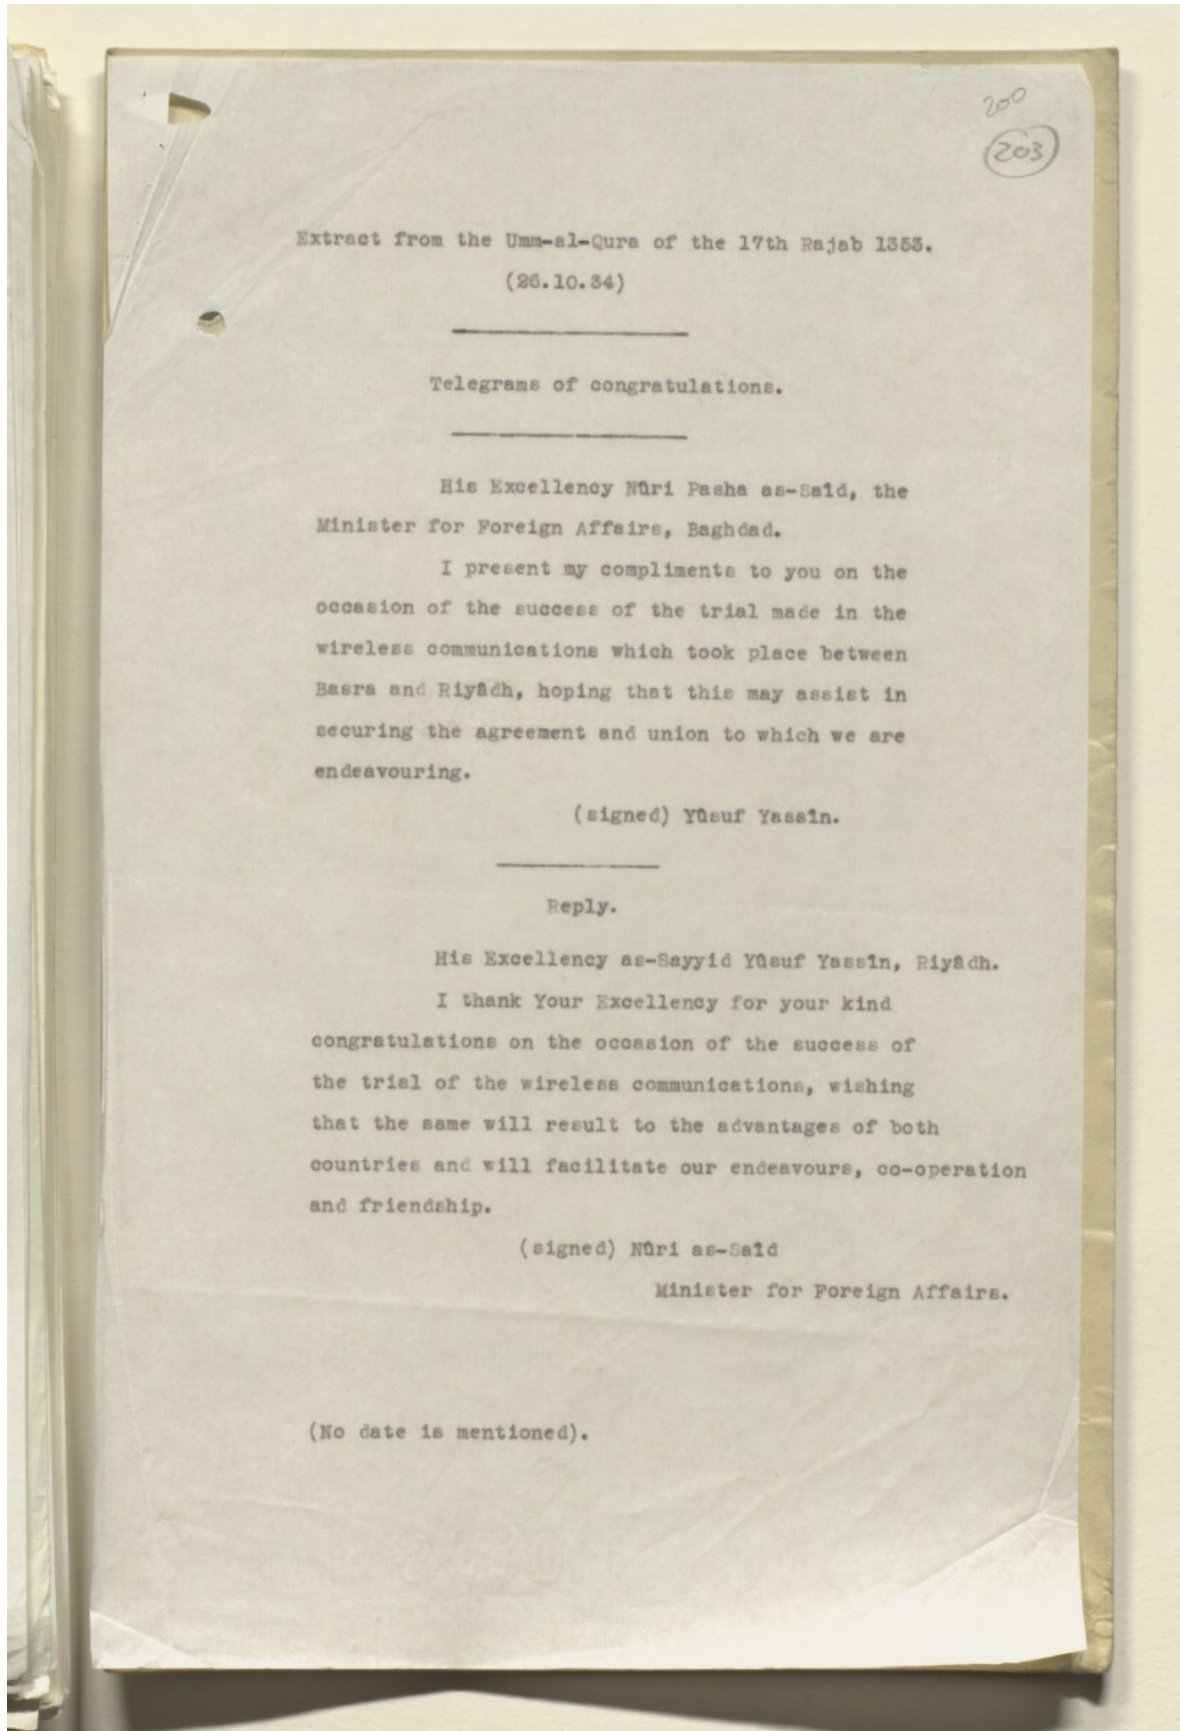 200
203
Extract from the Umm-al-Qura of the 17th Rajab 1353.
(26.10.34)
Telegrams of congratulations.
His Excellency Nûri Pasha as-Saîd, the
Minister for Foreign Affairs, Baghdad.
I present my compliments to you on the
occasion of the success of the trial made in the
wireless communications which took place between
Basra and Riyâdh, hoping that this may assist in
securing the agreement and union to which we are
endeavouring.
(signed) Yûsuf Yassîn.
Reply.
His Excellency as-Sayyid Yûsuf Yassîn, Riyâdh.
I thank Your Excellency for your kind
congratulations on the occasion of the success of
the trial of the wireless communications, wishing
that the same will result to the advantages of both
countries and will facilitate our endeavours, co-operation
and friendship.
(signed) Nûri as-Saîd
Minister for Foreign Affairs.
(No date is mentioned).